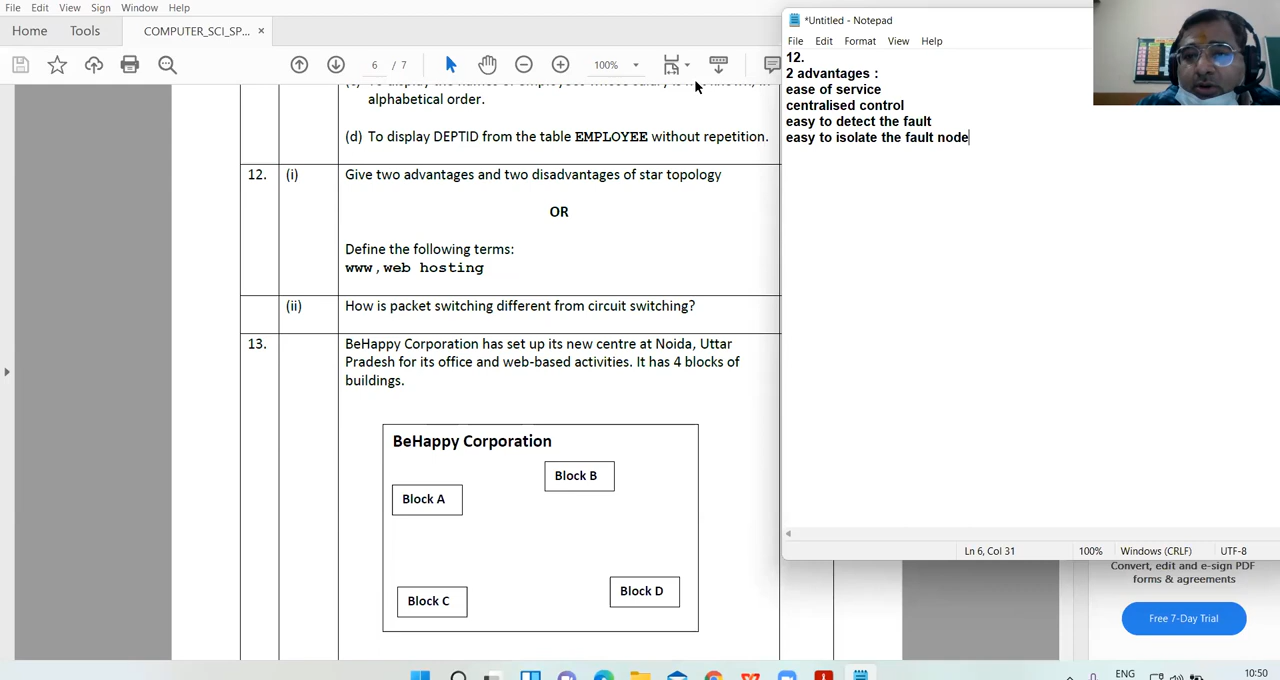 File Edit View Sign Window Help
Home Tools COMPUTER_SCI_SP... ×
6 / 7 100%
alphabetical order.
(d) To display DEPTID from the table EMPLOYEE without repetition.
12. (i) Give two advantages and two disadvantages of star topology
OR
Define the following terms:
www , web hosting
(ii) How is packet switching different from circuit switching?
13. BeHappy Corporation has set up its new centre at Noida, Uttar
Pradesh for its office and web-based activities. It has 4 blocks of
buildings.
BeHappy Corporation
Block B
Block A
Block D
Block C
*Untitled - Notepad
File Edit Format View Help
12.
2 advantages :
ease of service
centralised control
easy to detect the fault
easy to isolate the fault node
Ln 6, Col 31 100% Windows (CRLF) UTF-8
Convert, edit and e-sign PDF
forms & agreements
Free 7-Day Trial
ENG 10:50